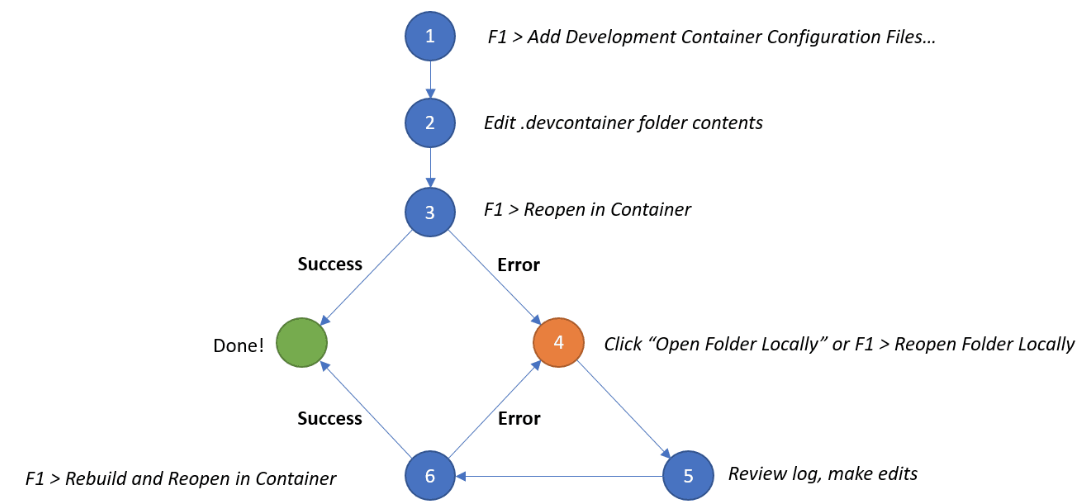 1
F1 > Add Development Container Configuration Files…
2
Edit .devcontainer folder contents
3
F1 > Reopen in Container
Success
Error
Done!
4
Click “Open Folder Locally” or F1 > Reopen Folder Locally
Success
Error
F1 > Rebuild and Reopen in Container
6
5
Review log, make edits